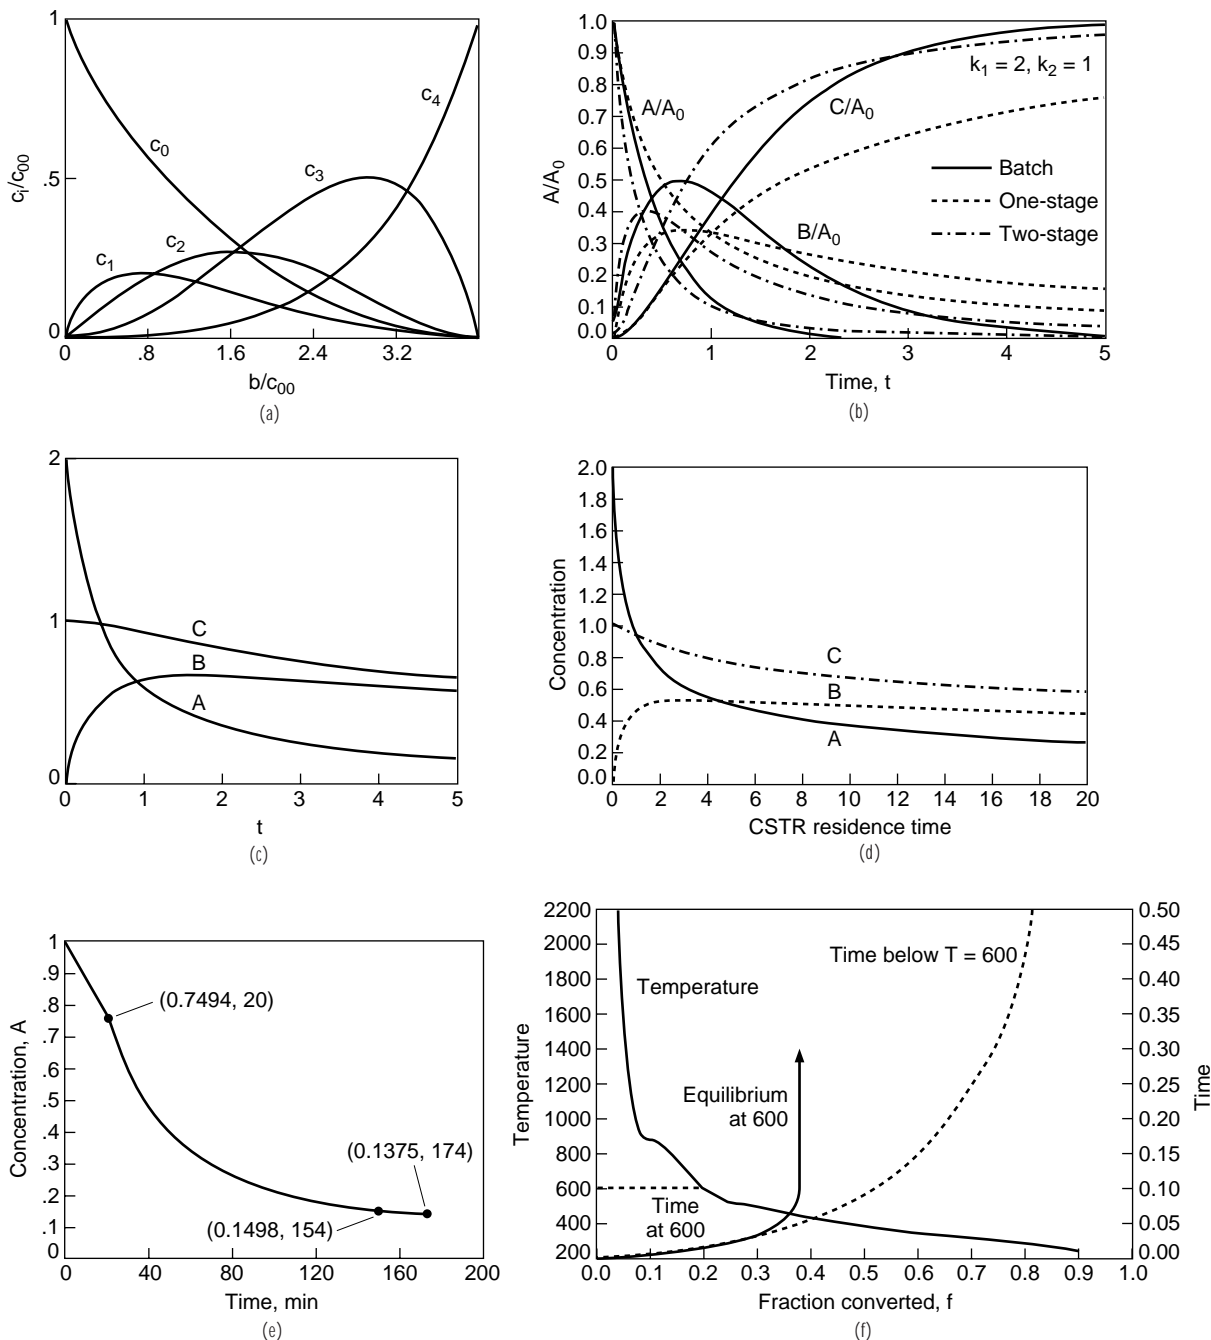 1
c4
c0
ci/c00
.5
c3
c2
c1
0
0 .8 1.6 2.4 3.2
b/c00
(a)
1.0
0.9
0.8
0.7
0.6
0.5
0.4
0.3
0.2
0.1
0.0
A/A0
k1 = 2, k2 = 1
A/A0
C/A0
B/A0
Batch
One-stage
Two-stage
0 1 2 3 4 5
Time, t
(b)
2
1
0
C
B
A
0 1 2 3 4 5
t
(c)
2.0
1.8
1.6
1.4
1.2
1.0
0.8
0.6
0.4
0.2
0.0
Concentration
C
B
A
0 2 4 6 8 10 12 14 16 18 20
CSTR residence time
(d)
1
.9
.8
.7
.6
.5
.4
.3
.2
.1
0
Concentration, A
(0.7494, 20)
(0.1375, 174)
(0.1498, 154)
0 40 80 120 160 200
Time, min
(e)
2200
2000
1800
1600
1400
1200
1000
800
600
400
200
Temperature
Time below T = 600
Temperature
Equilibrium
at 600
Time
at 600
0.50
0.45
0.40
0.35
0.30
0.25
0.20
0.15
0.10
0.05
0.00
Time
0.0 0.1 0.2 0.3 0.4 0.5 0.6 0.7 0.8 0.9 1.0
Fraction converted, f
(f)